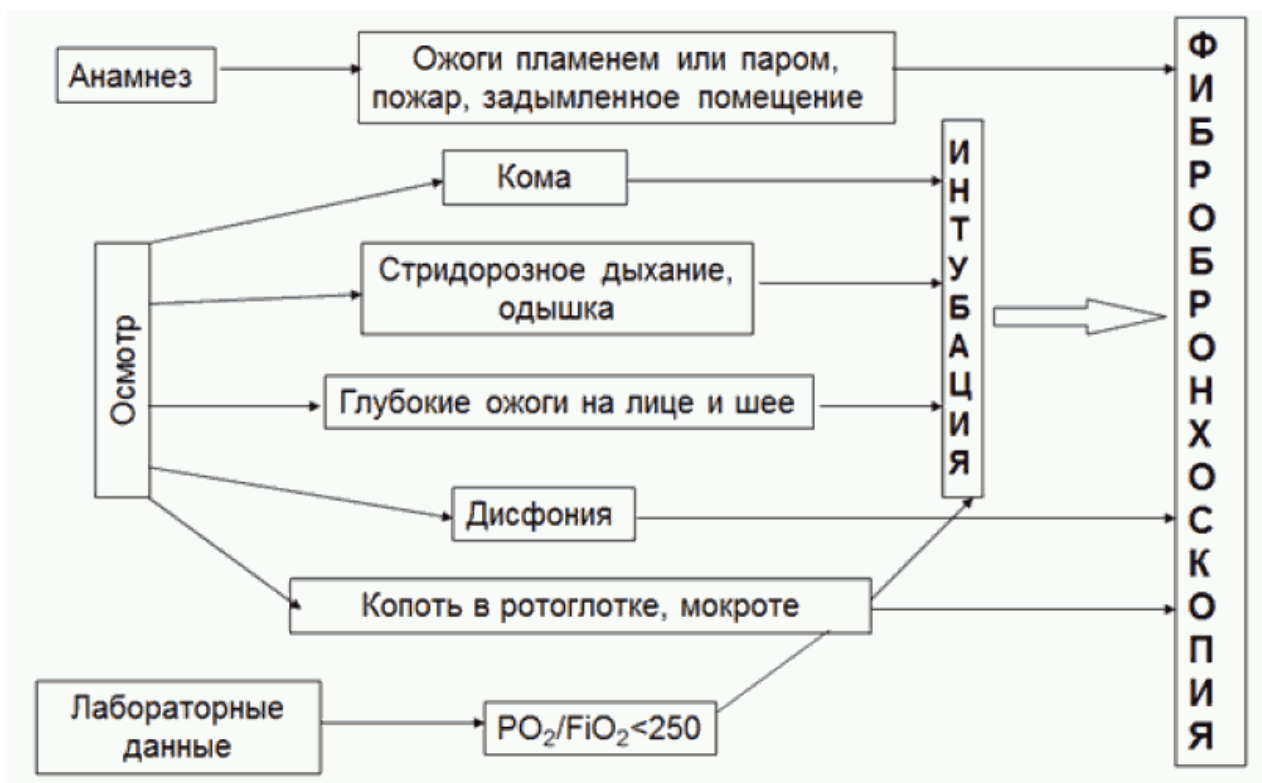 Анамнез
Ожоги пламенем или паром,
пожар, задымленное помещение
Осмотр
Кома
Стридорозное дыхание,
одышка
Глубокие ожоги на лице и шее
Дисфония
Копоть в ротоглотке, мокроте
Лабораторные
данные
PO₂/FiO₂<250
ИНТУБАЦИЯ
ФИБРОБРОНХОСКОПИЯ